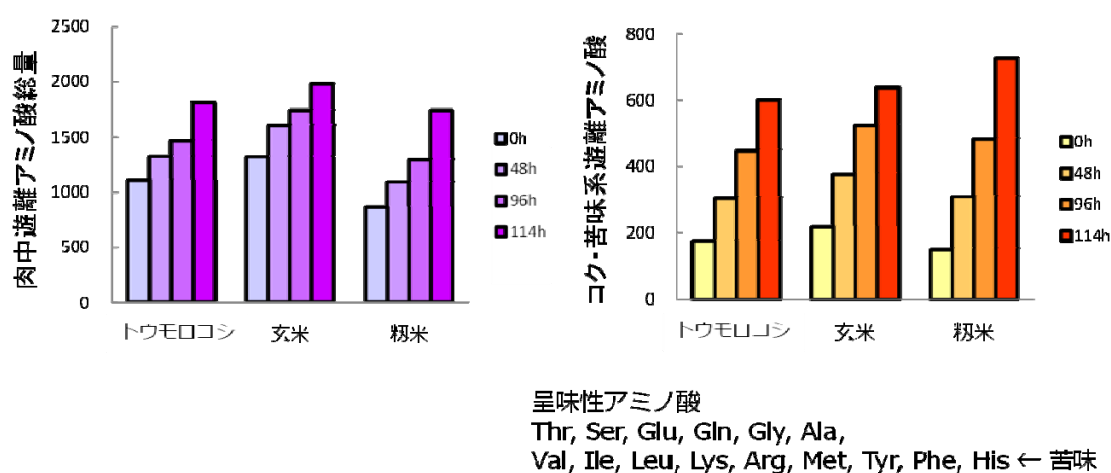 肉中遊離アミノ酸総量
2500
2000
1500
1000
500
0
トウモロコシ
玄米
籾米
0h
48h
96h
114h
コク・苦味系遊離アミノ酸
800
600
400
200
0
トウモロコシ
玄米
籾米
0h
48h
96h
114h
呈味性アミノ酸
Thr, Ser, Glu, Gln, Gly, Ala,
Val, Ile, Leu, Lys, Arg, Met, Tyr, Phe, His ← 苦味